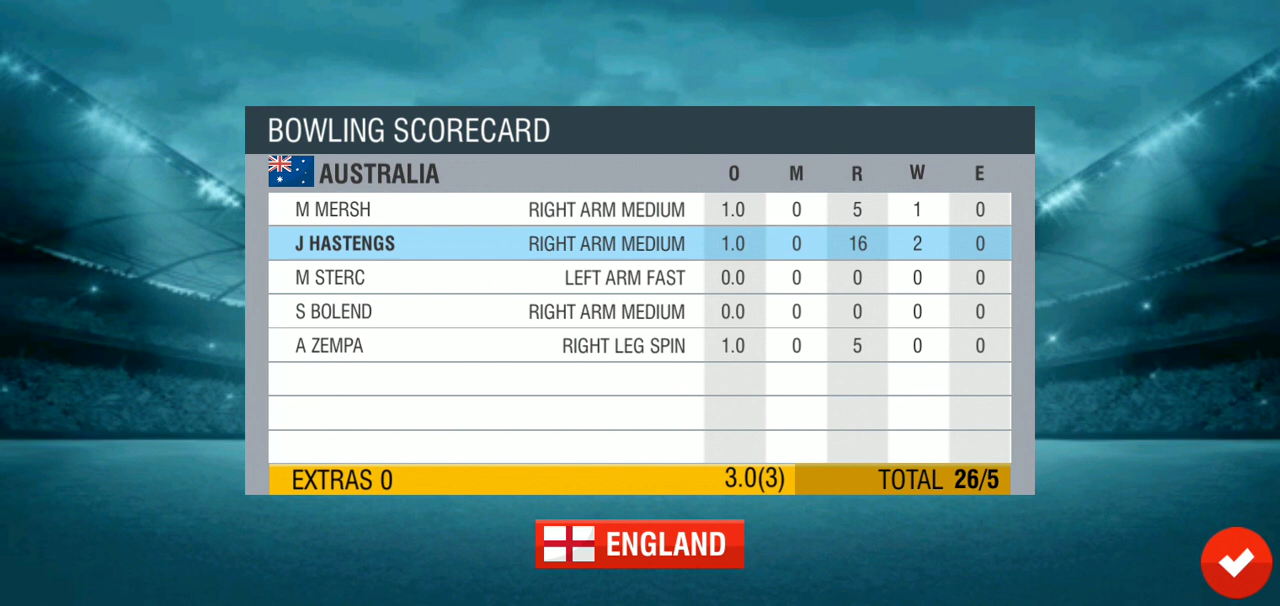 BOWLING SCORECARD
AUSTRALIA O M R W E
M MERSH RIGHT ARM MEDIUM 1.0 0 5 1 0
J HASTENGS RIGHT ARM MEDIUM 1.0 0 16 2 0
M STERC LEFT ARM FAST 0.0 0 0 0 0
S BOLEND RIGHT ARM MEDIUM 0.0 0 0 0 0
A ZEMPA RIGHT LEG SPIN 1.0 0 5 0 0
EXTRAS 0 3.0(3) TOTAL 26/5
ENGLAND